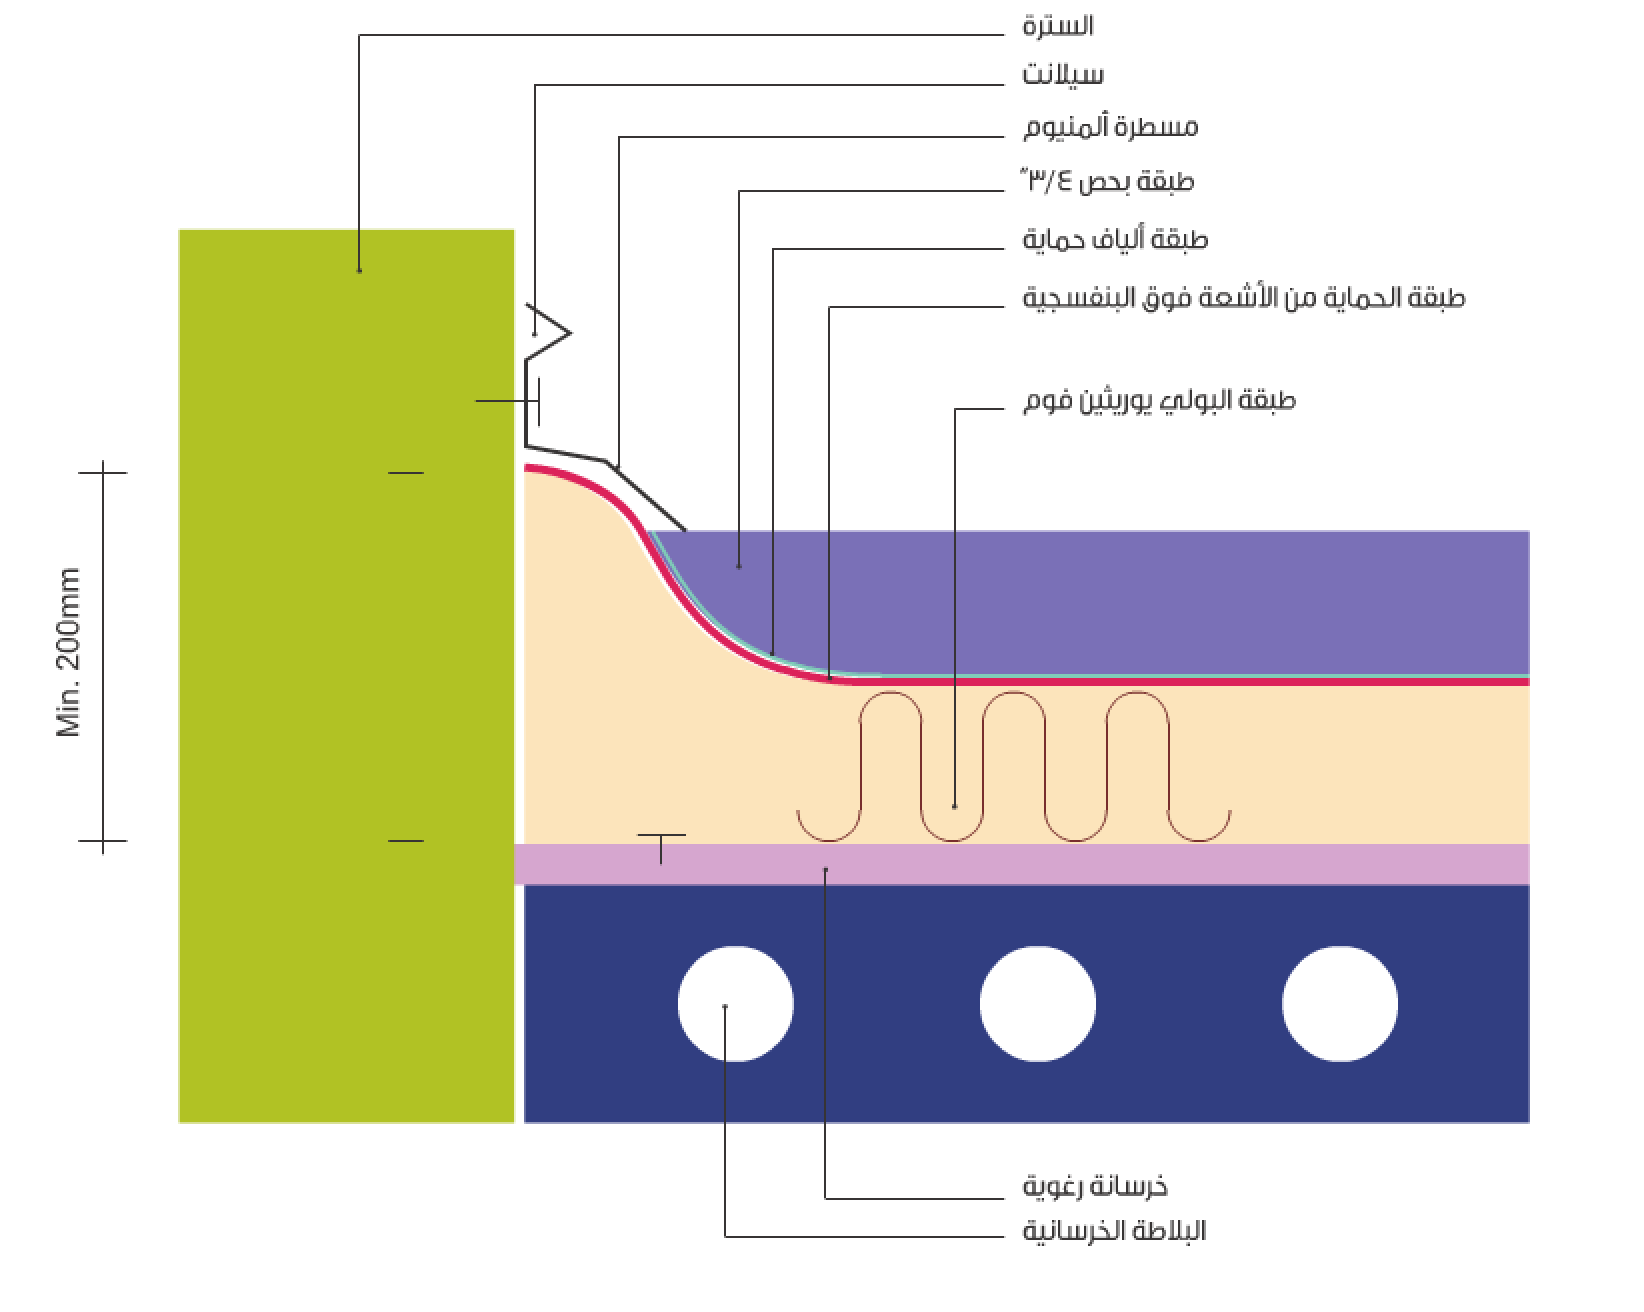 السترة
سيلانت
مسطرة ألمنيوم
طبقة بحص ٣/٤"
طبقة ألياف حماية
طبقة الحماية من الأشعة فوق البنفسجية
طبقة البولي يوريثين فوم
Min. 200mm
خرسانة رغوية
البلاطة الخرسانية